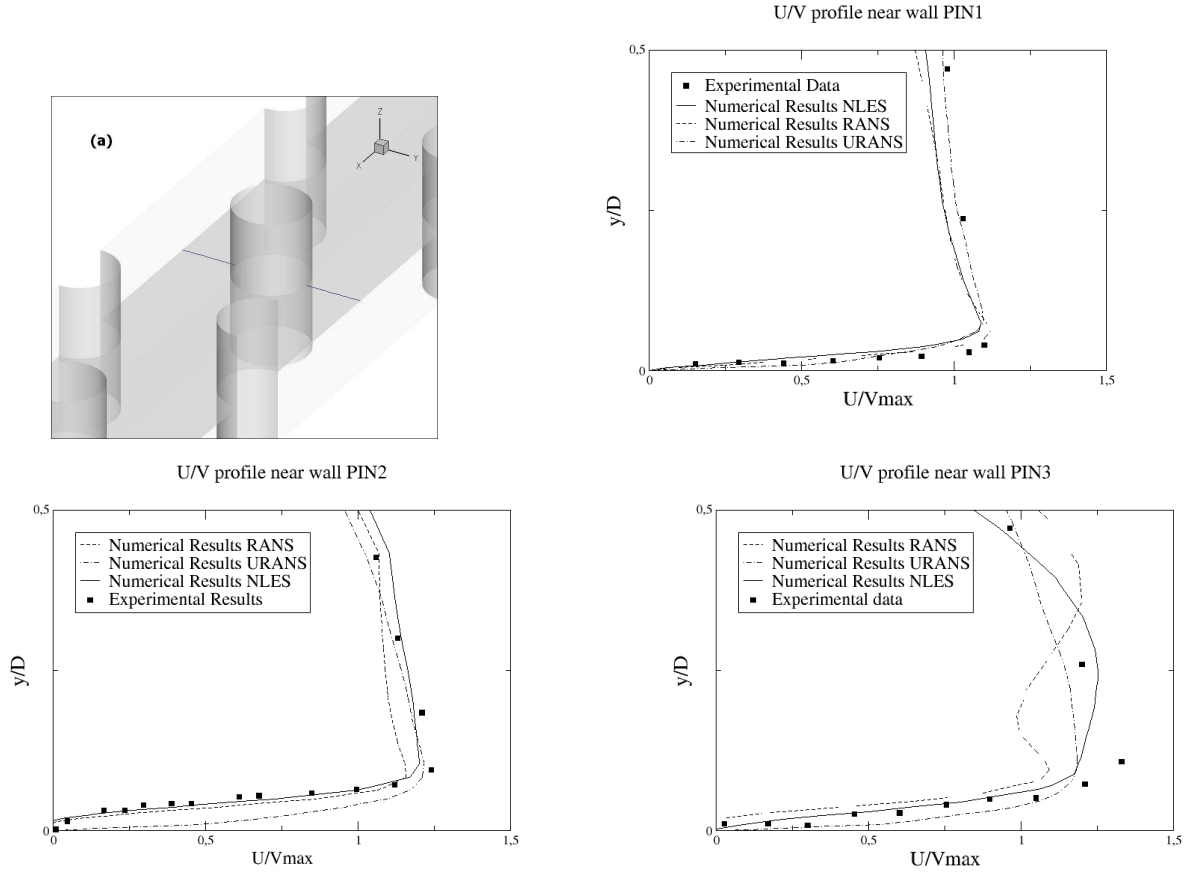 (a)
Z
Y
X
U/V profile near wall PIN1
0,5
y/D
0
Experimental Data
Numerical Results NLES
Numerical Results RANS
Numerical Results URANS
0
0,5
1
1,5
U/Vmax
U/V profile near wall PIN2
0,5
y/D
0
Numerical Results RANS
Numerical Results URANS
Numerical Results NLES
Experimental Results
0
0,5
1
1,5
U/Vmax
U/V profile near wall PIN3
0,5
y/D
0
Numerical Results RANS
Numerical Results URANS
Numerical Results NLES
Experimental data
0
0,5
1
1,5
U/Vmax